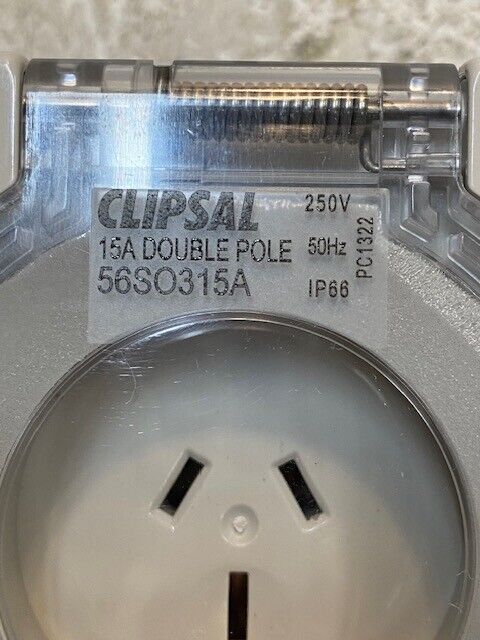 CLIPSAL 250V
15A DOUBLE POLE 50Hz
56SO315A IP66
PC1322